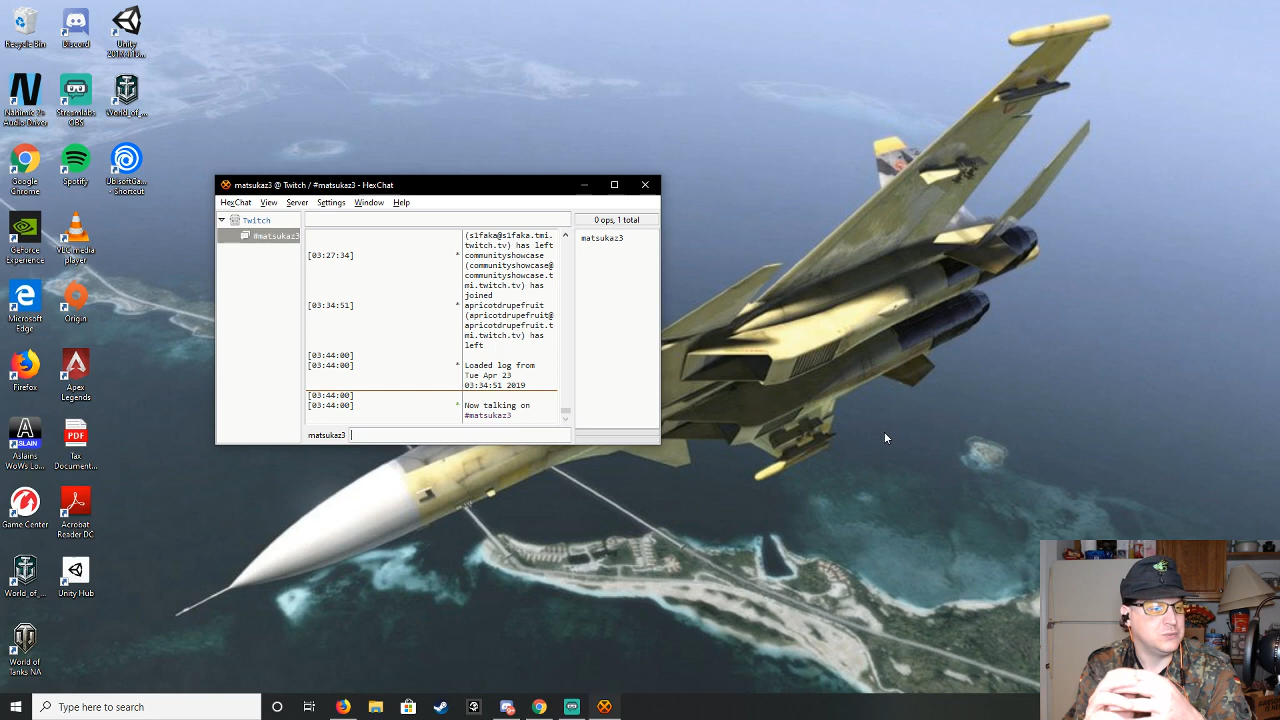 Recycle Bin
Discord
Unity
Nahimic 2+
Audio Driver
Streamlabs
OBS
World_of_...
Google
Chrome
Spotify
UbisoftGa...
- Shortcut
GeForce
Experience
VLC media
player
Microsoft
Edge
Origin
Firefox
Apex
Legends
A
ASLAIN
Aslains
WoWs Lo...
PDF
Tax
Document...
Game Center
Acrobat
Reader DC
World_of_...
Unity Hub
World of
Tanks NA
matsukaz3 @ Twitch / #matsukaz3 - HexChat
HexChat View Server Settings Window Help
Twitch
#matsukaz3
0 ops, 1 total
matsukaz3
(s1faka@s1faka.tmi.
twitch.tv) has left
[03:27:34] * communityshowcase
(communityshowcase@
communityshowcase.t
mi.twitch.tv) has
joined
[03:34:51] * apricotdrupefruit
(apricotdrupefruit@
apricotdrupefruit.t
mi.twitch.tv) has
left
[03:44:00]
[03:44:00] * Loaded log from
Tue Apr 23
03:34:51 2019
[03:44:00]
[03:44:00] * Now talking on
#matsukaz3
matsukaz3
Type here to search